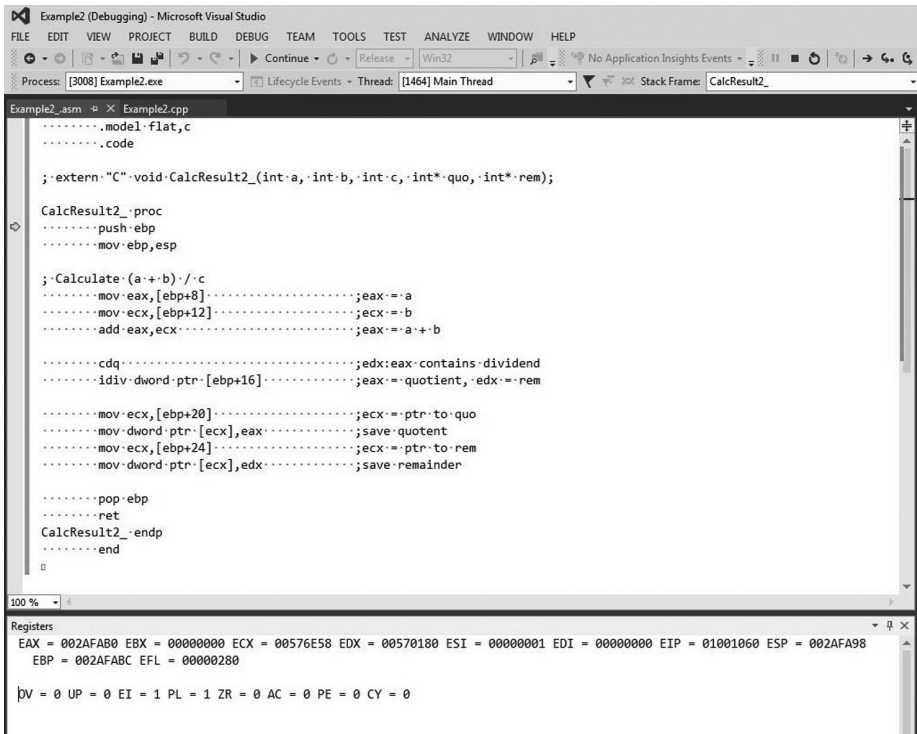 Example2 (Debugging) - Microsoft Visual Studio
FILE EDIT VIEW PROJECT BUILD DEBUG TEAM TOOLS TEST ANALYZE WINDOW HELP
Continue Release Win32 No Application Insights Events
Process: [3008] Example2.exe Lifecycle Events Thread: [1464] Main Thread Stack Frame: CalcResult2_
Example2_.asm Example2.cpp
.model flat,c
.code
; extern "C" void CalcResult2_(int a, int b, int c, int* quo, int* rem);
CalcResult2_ proc
push ebp
mov ebp,esp
; Calculate (a + b) / c
mov eax,[ebp+8] ;eax = a
mov ecx,[ebp+12] ;ecx = b
add eax,ecx ;eax = a + b
cdq ;edx:eax contains dividend
idiv dword ptr [ebp+16] ;eax = quotient, edx = rem
mov ecx,[ebp+20] ;ecx = ptr to quo
mov dword ptr [ecx],eax ;save quotent
mov ecx,[ebp+24] ;ecx = ptr to rem
mov dword ptr [ecx],edx ;save remainder
pop ebp
ret
CalcResult2_ endp
end
100 %
Registers
EAX = 002AFAB0 EBX = 00000000 ECX = 00576E58 EDX = 00570180 ESI = 00000001 EDI = 00000000 EIP = 01001060 ESP = 002AFA98
EBP = 002AFABC EFL = 00000280
OV = 0 UP = 0 EI = 1 PL = 1 ZR = 0 AC = 0 PE = 0 CY = 0